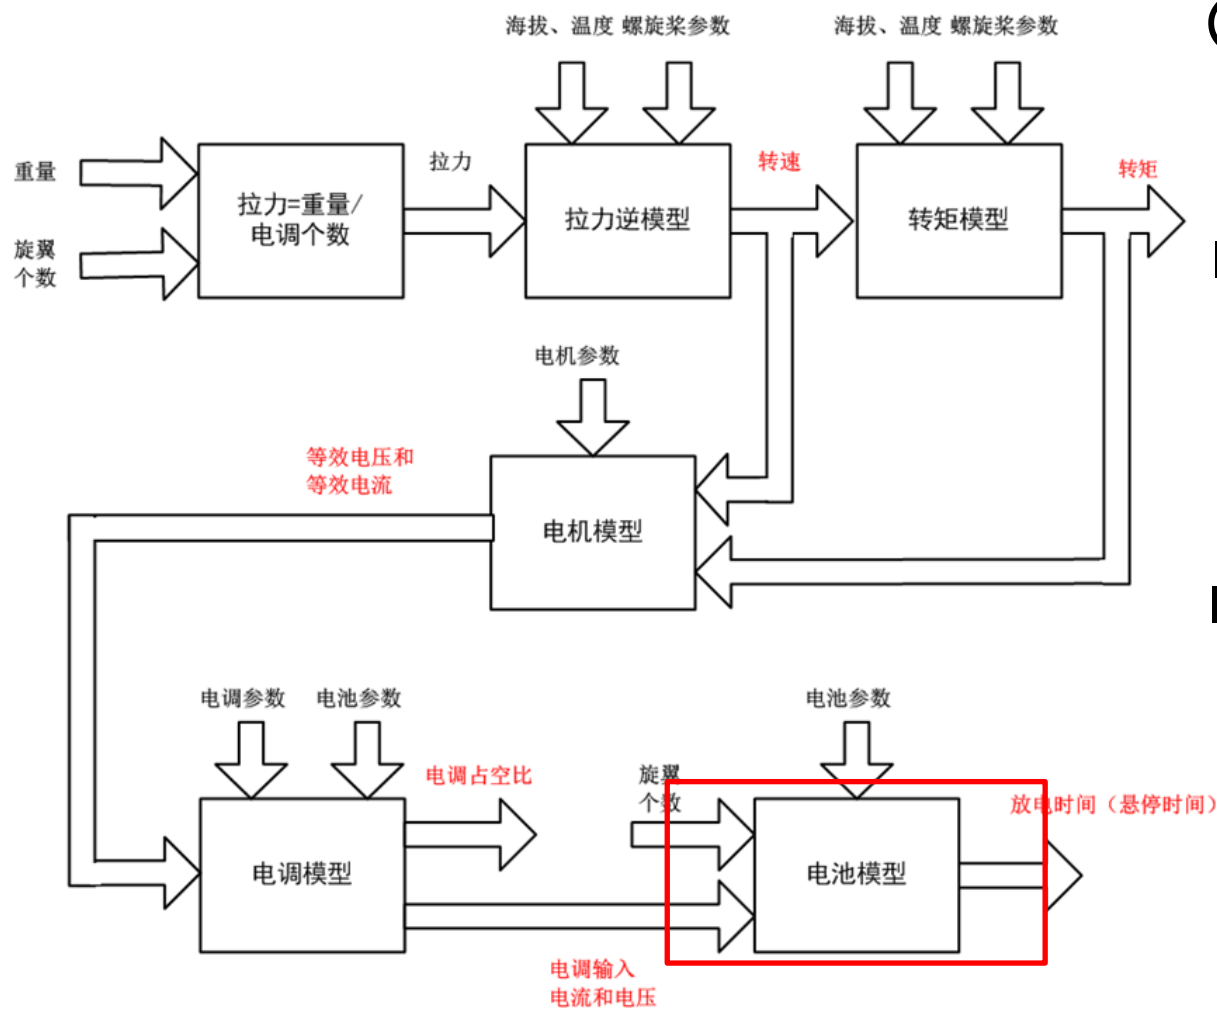 海拔、温度 螺旋桨参数
海拔、温度 螺旋桨参数
重量
旋翼
个数
拉力=重量/
电调个数
拉力
拉力逆模型
转速
转矩模型
转矩
电机参数
等效电压和
等效电流
电机模型
电调参数
电池参数
电调占空比
电调模型
旋翼
个数
电池参数
电池模型
放电时间（悬停时间）
电调输入
电流和电压